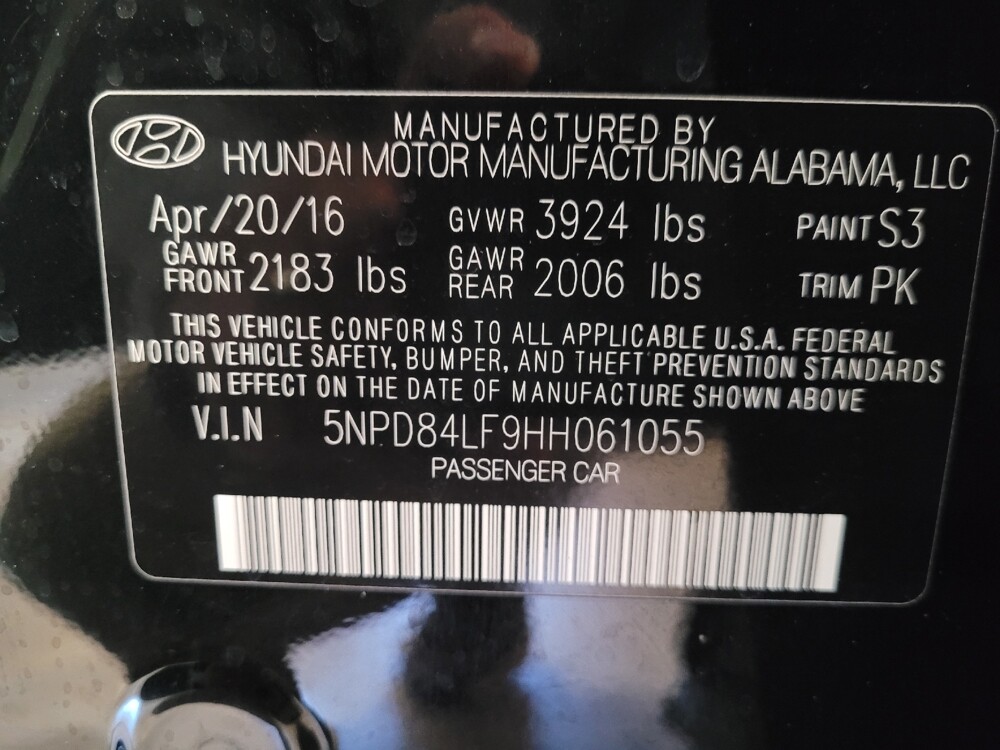 MANUFACTURED BY
HYUNDAI MOTOR MANUFACTURING ALABAMA, LLC
Apr/20/16 GVWR 3924 lbs PAINT S3
GAWR FRONT 2183 lbs GAWR REAR 2006 lbs TRIM PK
THIS VEHICLE CONFORMS TO ALL APPLICABLE U.S.A. FEDERAL
MOTOR VEHICLE SAFETY, BUMPER, AND THEFT PREVENTION STANDARDS
IN EFFECT ON THE DATE OF MANUFACTURE SHOWN ABOVE
V.I.N 5NPD84LF9HH061055
PASSENGER CAR